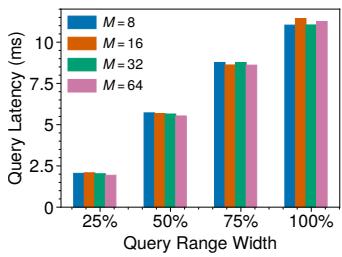 M = 8
M = 16
M = 32
M = 64
Query Latency (ms)
10
7.5
5
2.5
0
25% 50% 75% 100%
Query Range Width